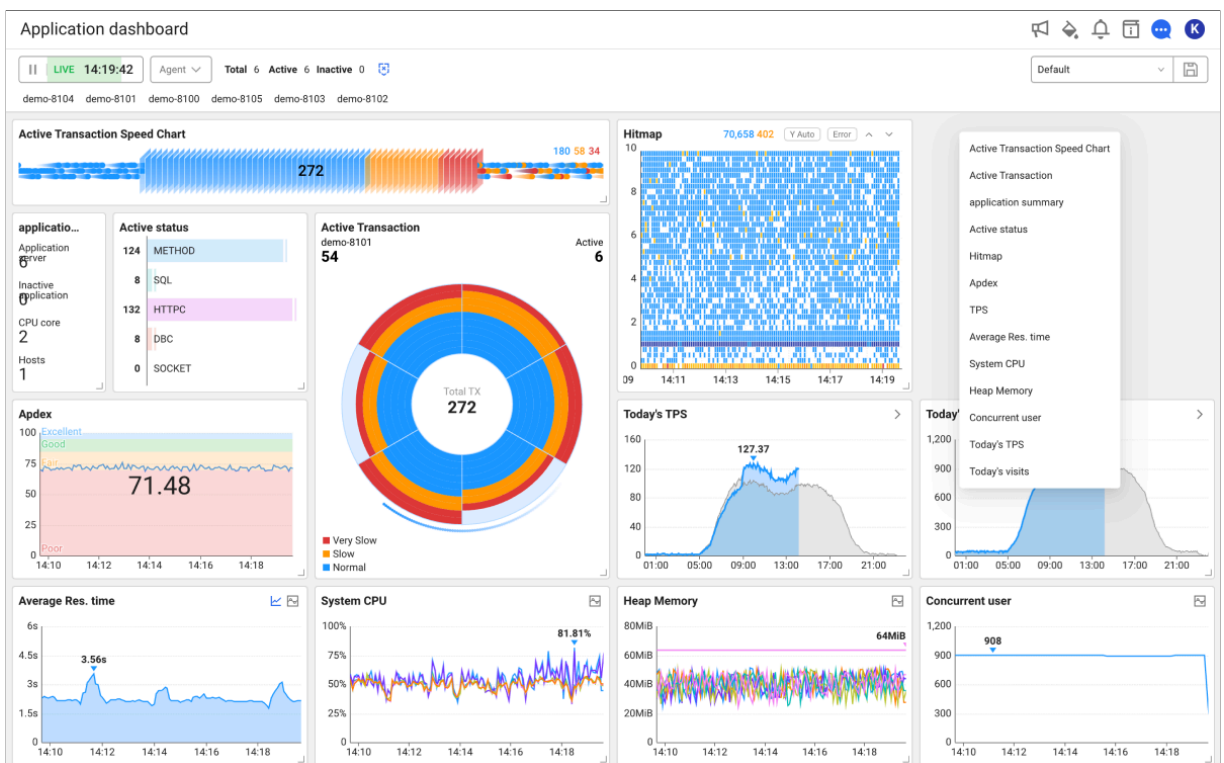 Application dashboard
K
LIVE 14:19:42
Agent
Total 6 Active 6 Inactive 0
Default
demo-8104 demo-8101 demo-8100 demo-8105 demo-8103 demo-8102
Active Transaction Speed Chart
180 58 34
272
Hitmap
70,658 402
Y Auto
Error
10
8
6
4
2
0
09 14:11 14:13 14:15 14:17 14:19
Active Transaction Speed Chart
Active Transaction
application summary
Active status
Hitmap
Apdex
TPS
Average Res. time
System CPU
Heap Memory
Concurrent user
Today's TPS
Today's visits
applicatio...
Application
server
6
Inactive
application
0
CPU core
2
Hosts
1
Active status
124 METHOD
8 SQL
132 HTTPC
8 DBC
0 SOCKET
Active Transaction
demo-8101 Active
54 6
Total TX
272
Very Slow
Slow
Normal
Apdex
100
75
50
25
0
Excellent
Good
Fair
71.48
Poor
14:10 14:12 14:14 14:16 14:18
Today's TPS
160
120
80
40
0
127.37
01:00 05:00 09:00 13:00 17:00 21:00
Today'
1,200
900
600
300
0
01:00 05:00 09:00 13:00 17:00 21:00
Average Res. time
6s
4.5s
3s
1.5s
0
3.56s
14:10 14:12 14:14 14:16 14:18
System CPU
100%
75%
50%
25%
0
81.81%
14:10 14:12 14:14 14:16 14:18
Heap Memory
80MiB
60MiB
40MiB
20MiB
0
64MiB
14:10 14:12 14:14 14:16 14:18
Concurrent user
1,200
900
600
300
0
908
14:10 14:12 14:14 14:16 14:18